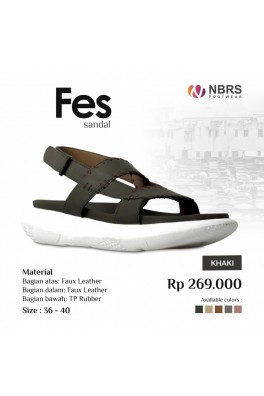 NBRS
FOOTWEAR
Fes
sandal
KHAKI
Material
Bagian atas: Faux Leather
Bagian dalam: Faux Leather
Bagian bawah: TP Rubber
Size : 36 - 40
Rp 269.000
Available colors :